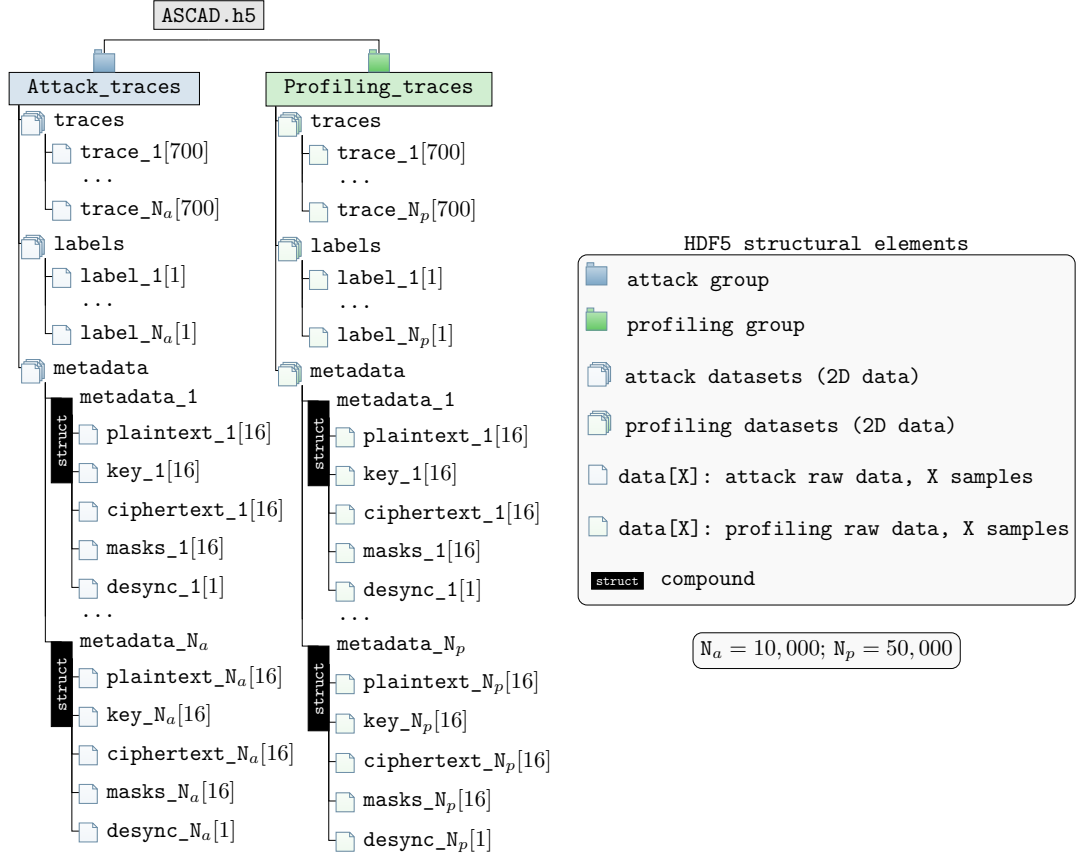 ASCAD.h5
Attack_traces
traces
trace_1[700]
...
trace_Nₐ[700]
labels
label_1[1]
...
label_Nₐ[1]
metadata
metadata_1
struct
plaintext_1[16]
key_1[16]
ciphertext_1[16]
masks_1[16]
desync_1[1]
...
metadata_Nₐ
struct
plaintext_Nₐ[16]
key_Nₐ[16]
ciphertext_Nₐ[16]
masks_Nₐ[16]
desync_Nₐ[1]
Profiling_traces
traces
trace_1[700]
...
trace_Nₚ[700]
labels
label_1[1]
...
label_Nₚ[1]
metadata
metadata_1
struct
plaintext_1[16]
key_1[16]
ciphertext_1[16]
masks_1[16]
desync_1[1]
...
metadata_Nₚ
struct
plaintext_Nₚ[16]
key_Nₚ[16]
ciphertext_Nₚ[16]
masks_Nₚ[16]
desync_Nₚ[1]
HDF5 structural elements
attack group
profiling group
attack datasets (2D data)
profiling datasets (2D data)
data[X]: attack raw data, X samples
data[X]: profiling raw data, X samples
struct compound
Nₐ = 10,000; Nₚ = 50,000